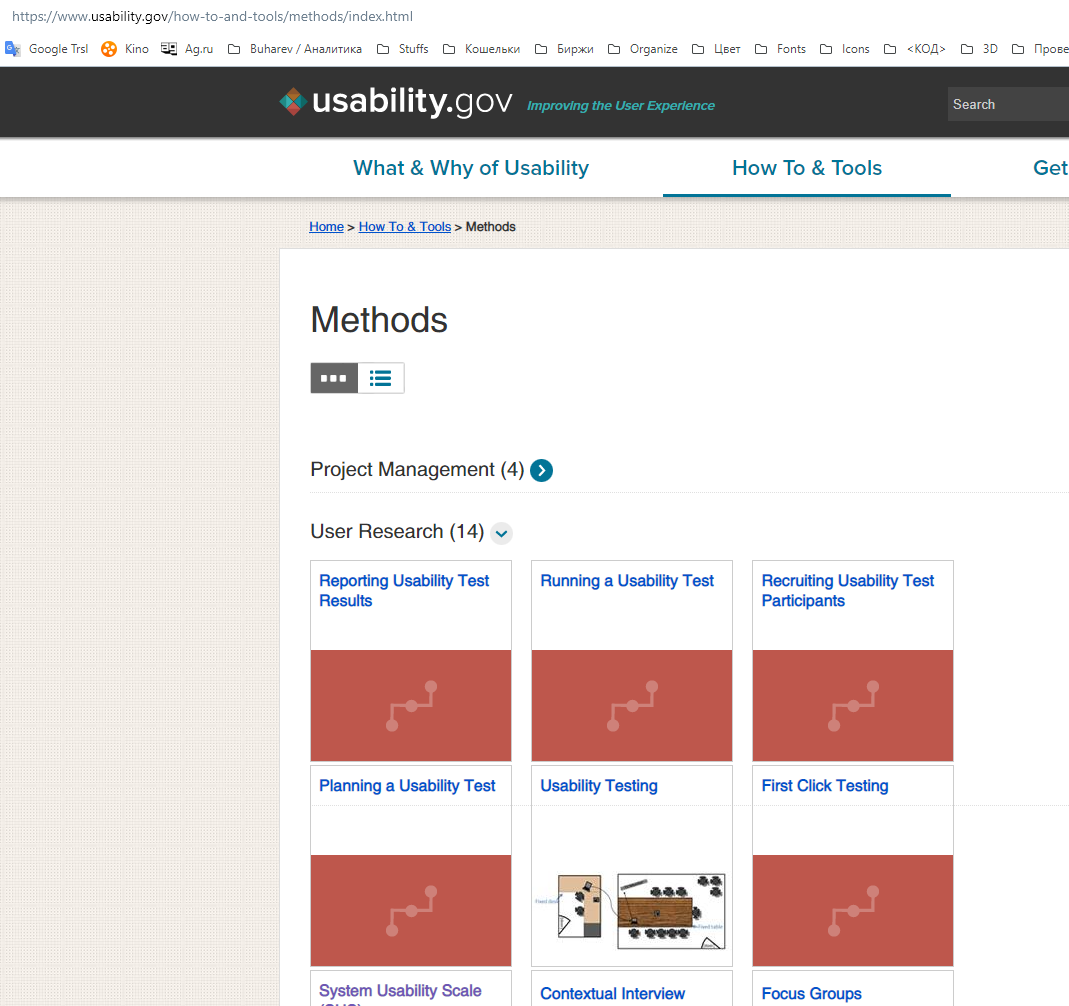 https://www.usability.gov/how-to-and-tools/methods/index.html
Google Trsl Kino Ag.ru Buharev / Аналитика Stuffs Кошельки Биржи Organize Цвет Fonts Icons <КОД> 3D Прове
usability.gov Improving the User Experience Search
What & Why of Usability How To & Tools Get
Home > How To & Tools > Methods
Methods
Project Management (4)
User Research (14)
Reporting Usability Test Results
Running a Usability Test
Recruiting Usability Test Participants
Planning a Usability Test
Usability Testing
First Click Testing
System Usability Scale
Contextual Interview
Focus Groups